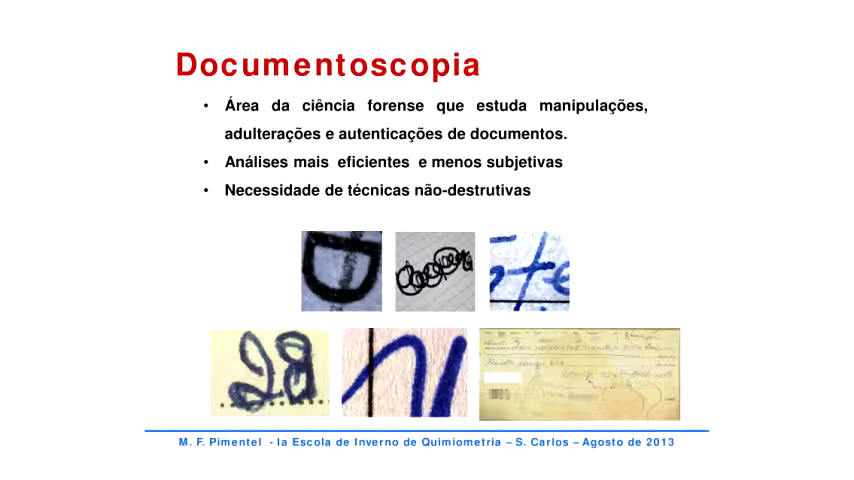 Documentoscopia
• Área da ciência forense que estuda manipulações,
adulterações e autenticações de documentos.
• Análises mais eficientes e menos subjetivas
• Necessidade de técnicas não-destrutivas
M. F. Pimentel - Ia Escola de Inverno de Quimiometria – S. Carlos – Agosto de 2013